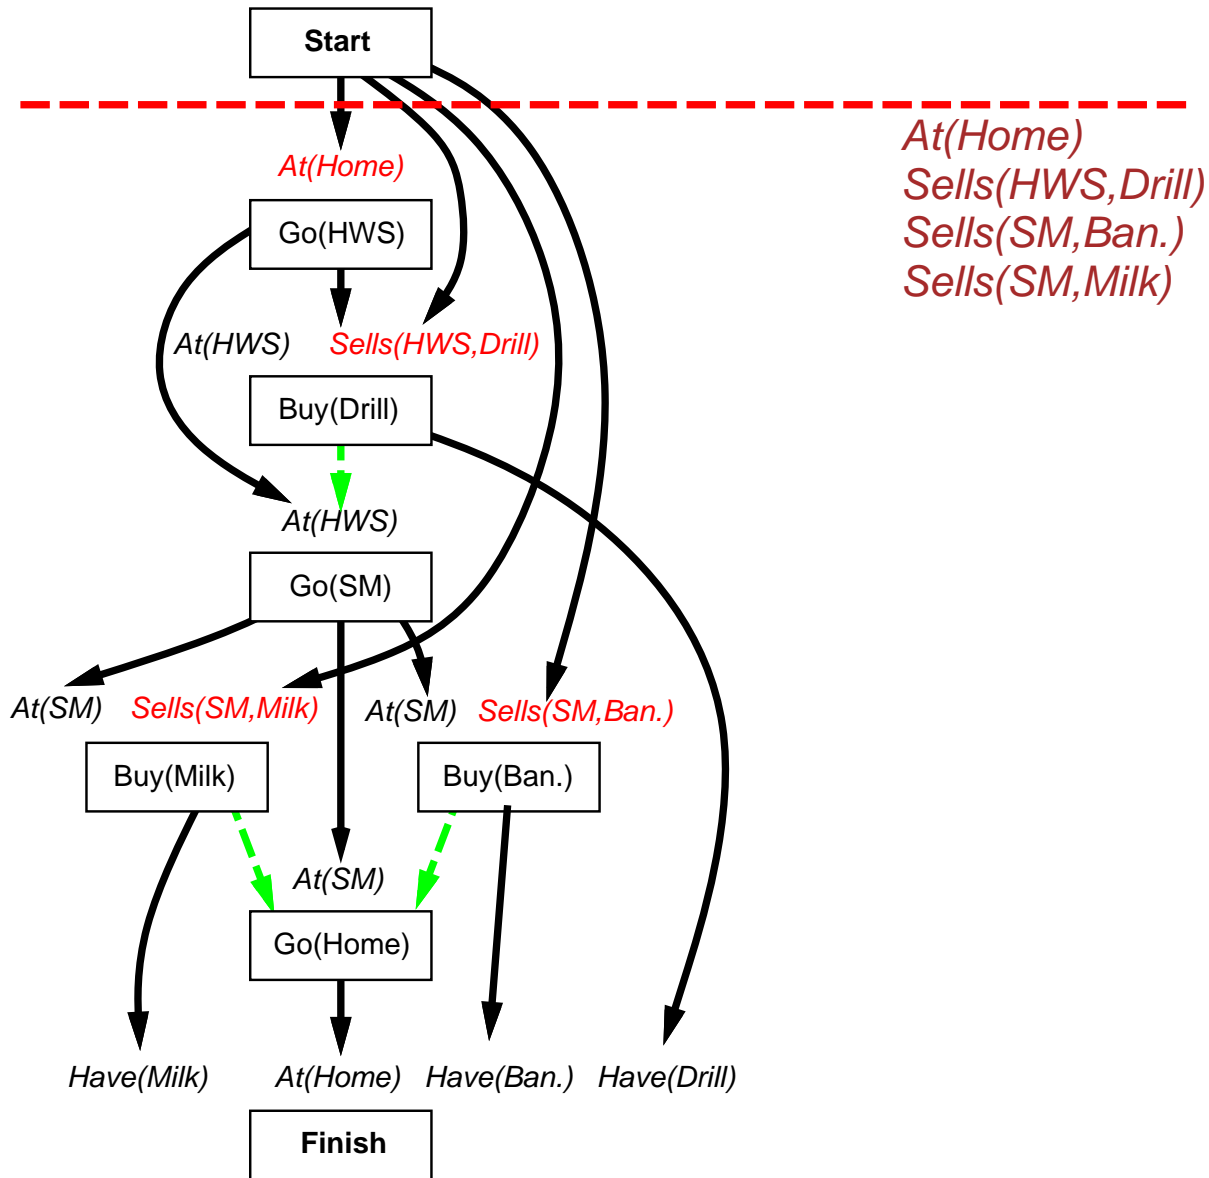 Start
At(Home)
Sells(HWS,Drill)
Sells(SM,Ban.)
Sells(SM,Milk)
At(Home)
Go(HWS)
At(HWS) Sells(HWS,Drill)
Buy(Drill)
At(HWS)
Go(SM)
At(SM) Sells(SM,Milk) At(SM) Sells(SM,Ban.)
Buy(Milk) Buy(Ban.)
At(SM)
Go(Home)
Have(Milk) At(Home) Have(Ban.) Have(Drill)
Finish